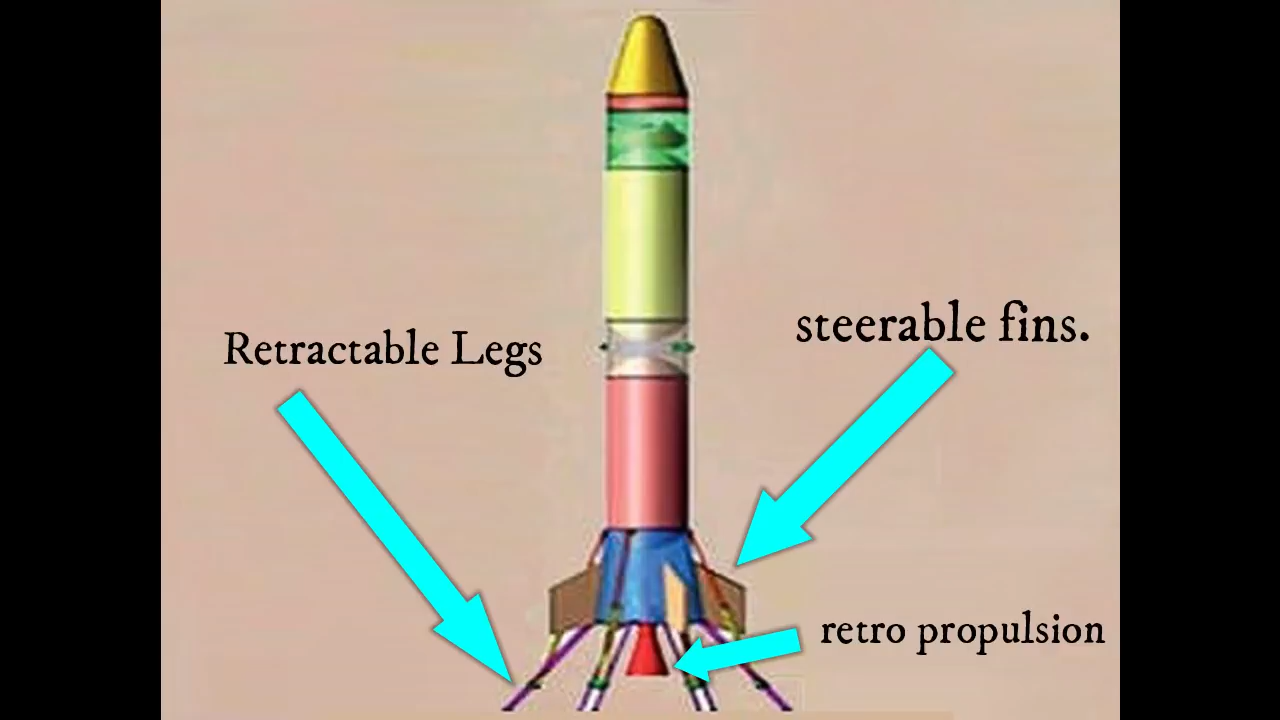 steerable fins.
Retractable Legs
retro propulsion